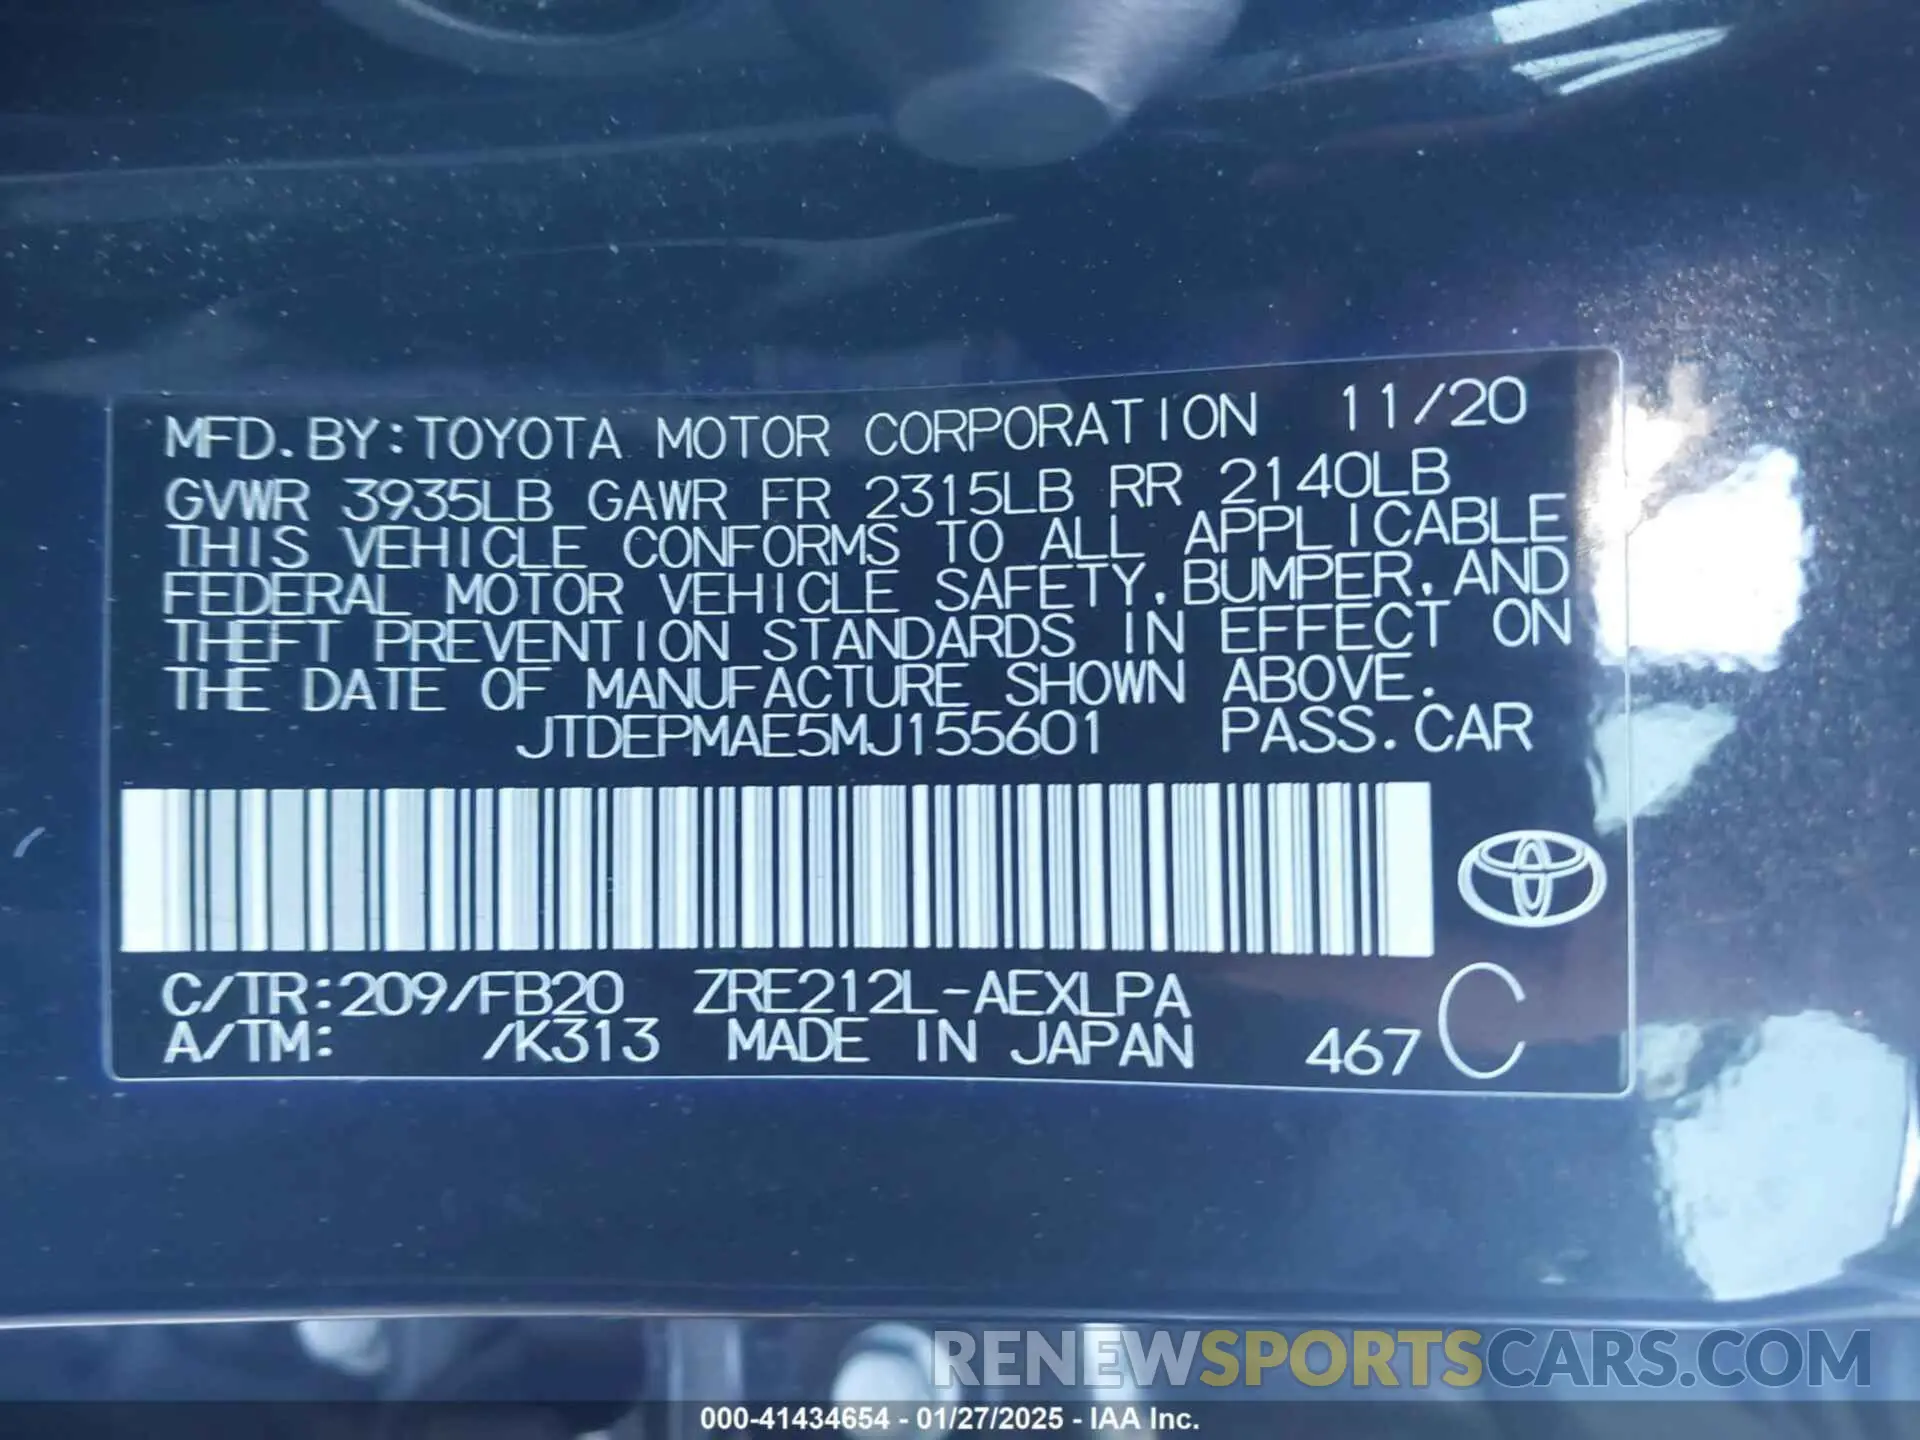 MFD.BY:TOYOTA MOTOR CORPORATION 11/20
GVWR 3935LB GAWR FR 2315LB RR 2140LB
THIS VEHICLE CONFORMS TO ALL APPLICABLE
FEDERAL MOTOR VEHICLE SAFETY,BUMPER,AND
THEFT PREVENTION STANDARDS IN EFFECT ON
THE DATE OF MANUFACTURE SHOWN ABOVE.
JTDEPMAE5MJ155601 PASS.CAR
C/TR:209/FB20 ZRE212L-AEXLPA
A/TM: /K313 MADE IN JAPAN 467 C
RENEWSPORTSCARS.COM
000-41434654 - 01/27/2025 - IAA Inc.